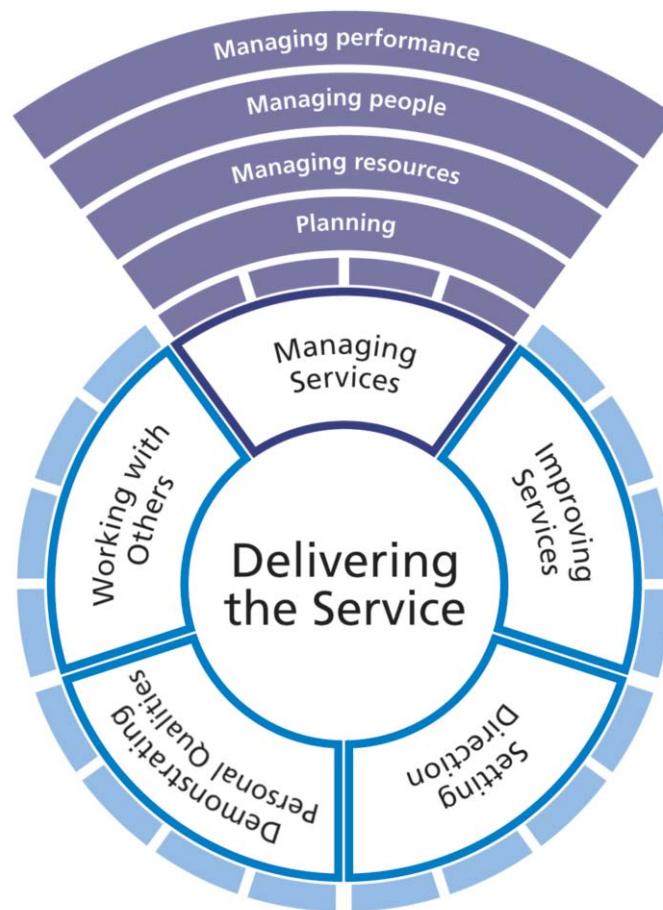 Managing performance
Managing people
Managing resources
Planning
Managing
Services
Improving
Services
Setting
Direction
Demonstrating
Personal Qualities
Working with
Others
Delivering
the Service